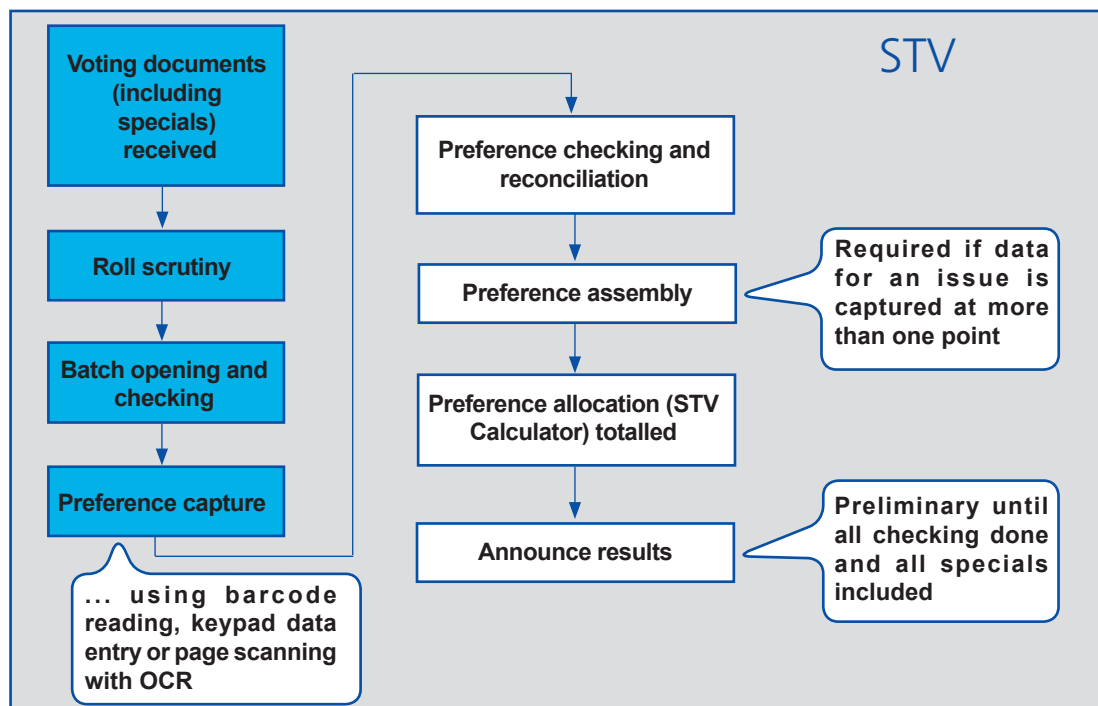 STV
Voting documents
(including
specials)
received
Roll scrutiny
Batch opening and
checking
Preference capture
... using barcode
reading, keypad data
entry or page scanning
with OCR
Preference checking and
reconciliation
Preference assembly
Required if data
for an issue is
captured at more
than one point
Preference allocation (STV
Calculator) totalled
Announce results
Preliminary until
all checking done
and all specials
included